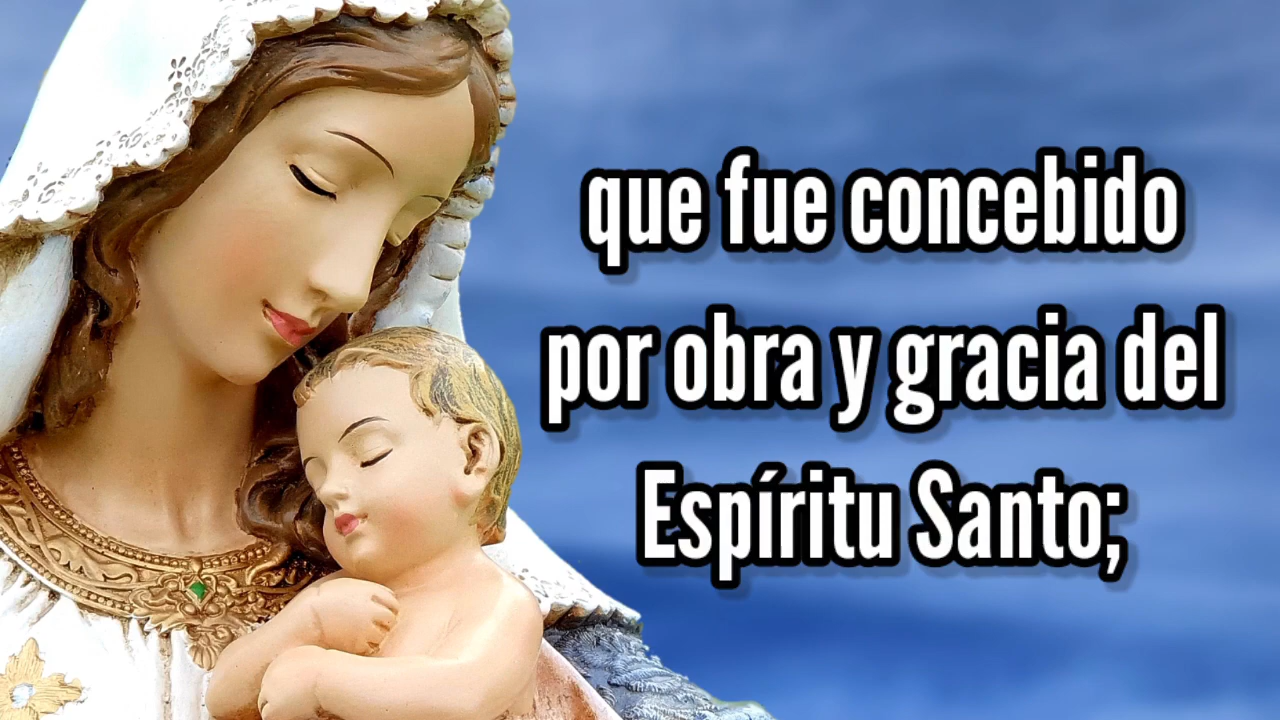 que fue concebido
por obra y gracia del
Espíritu Santo;